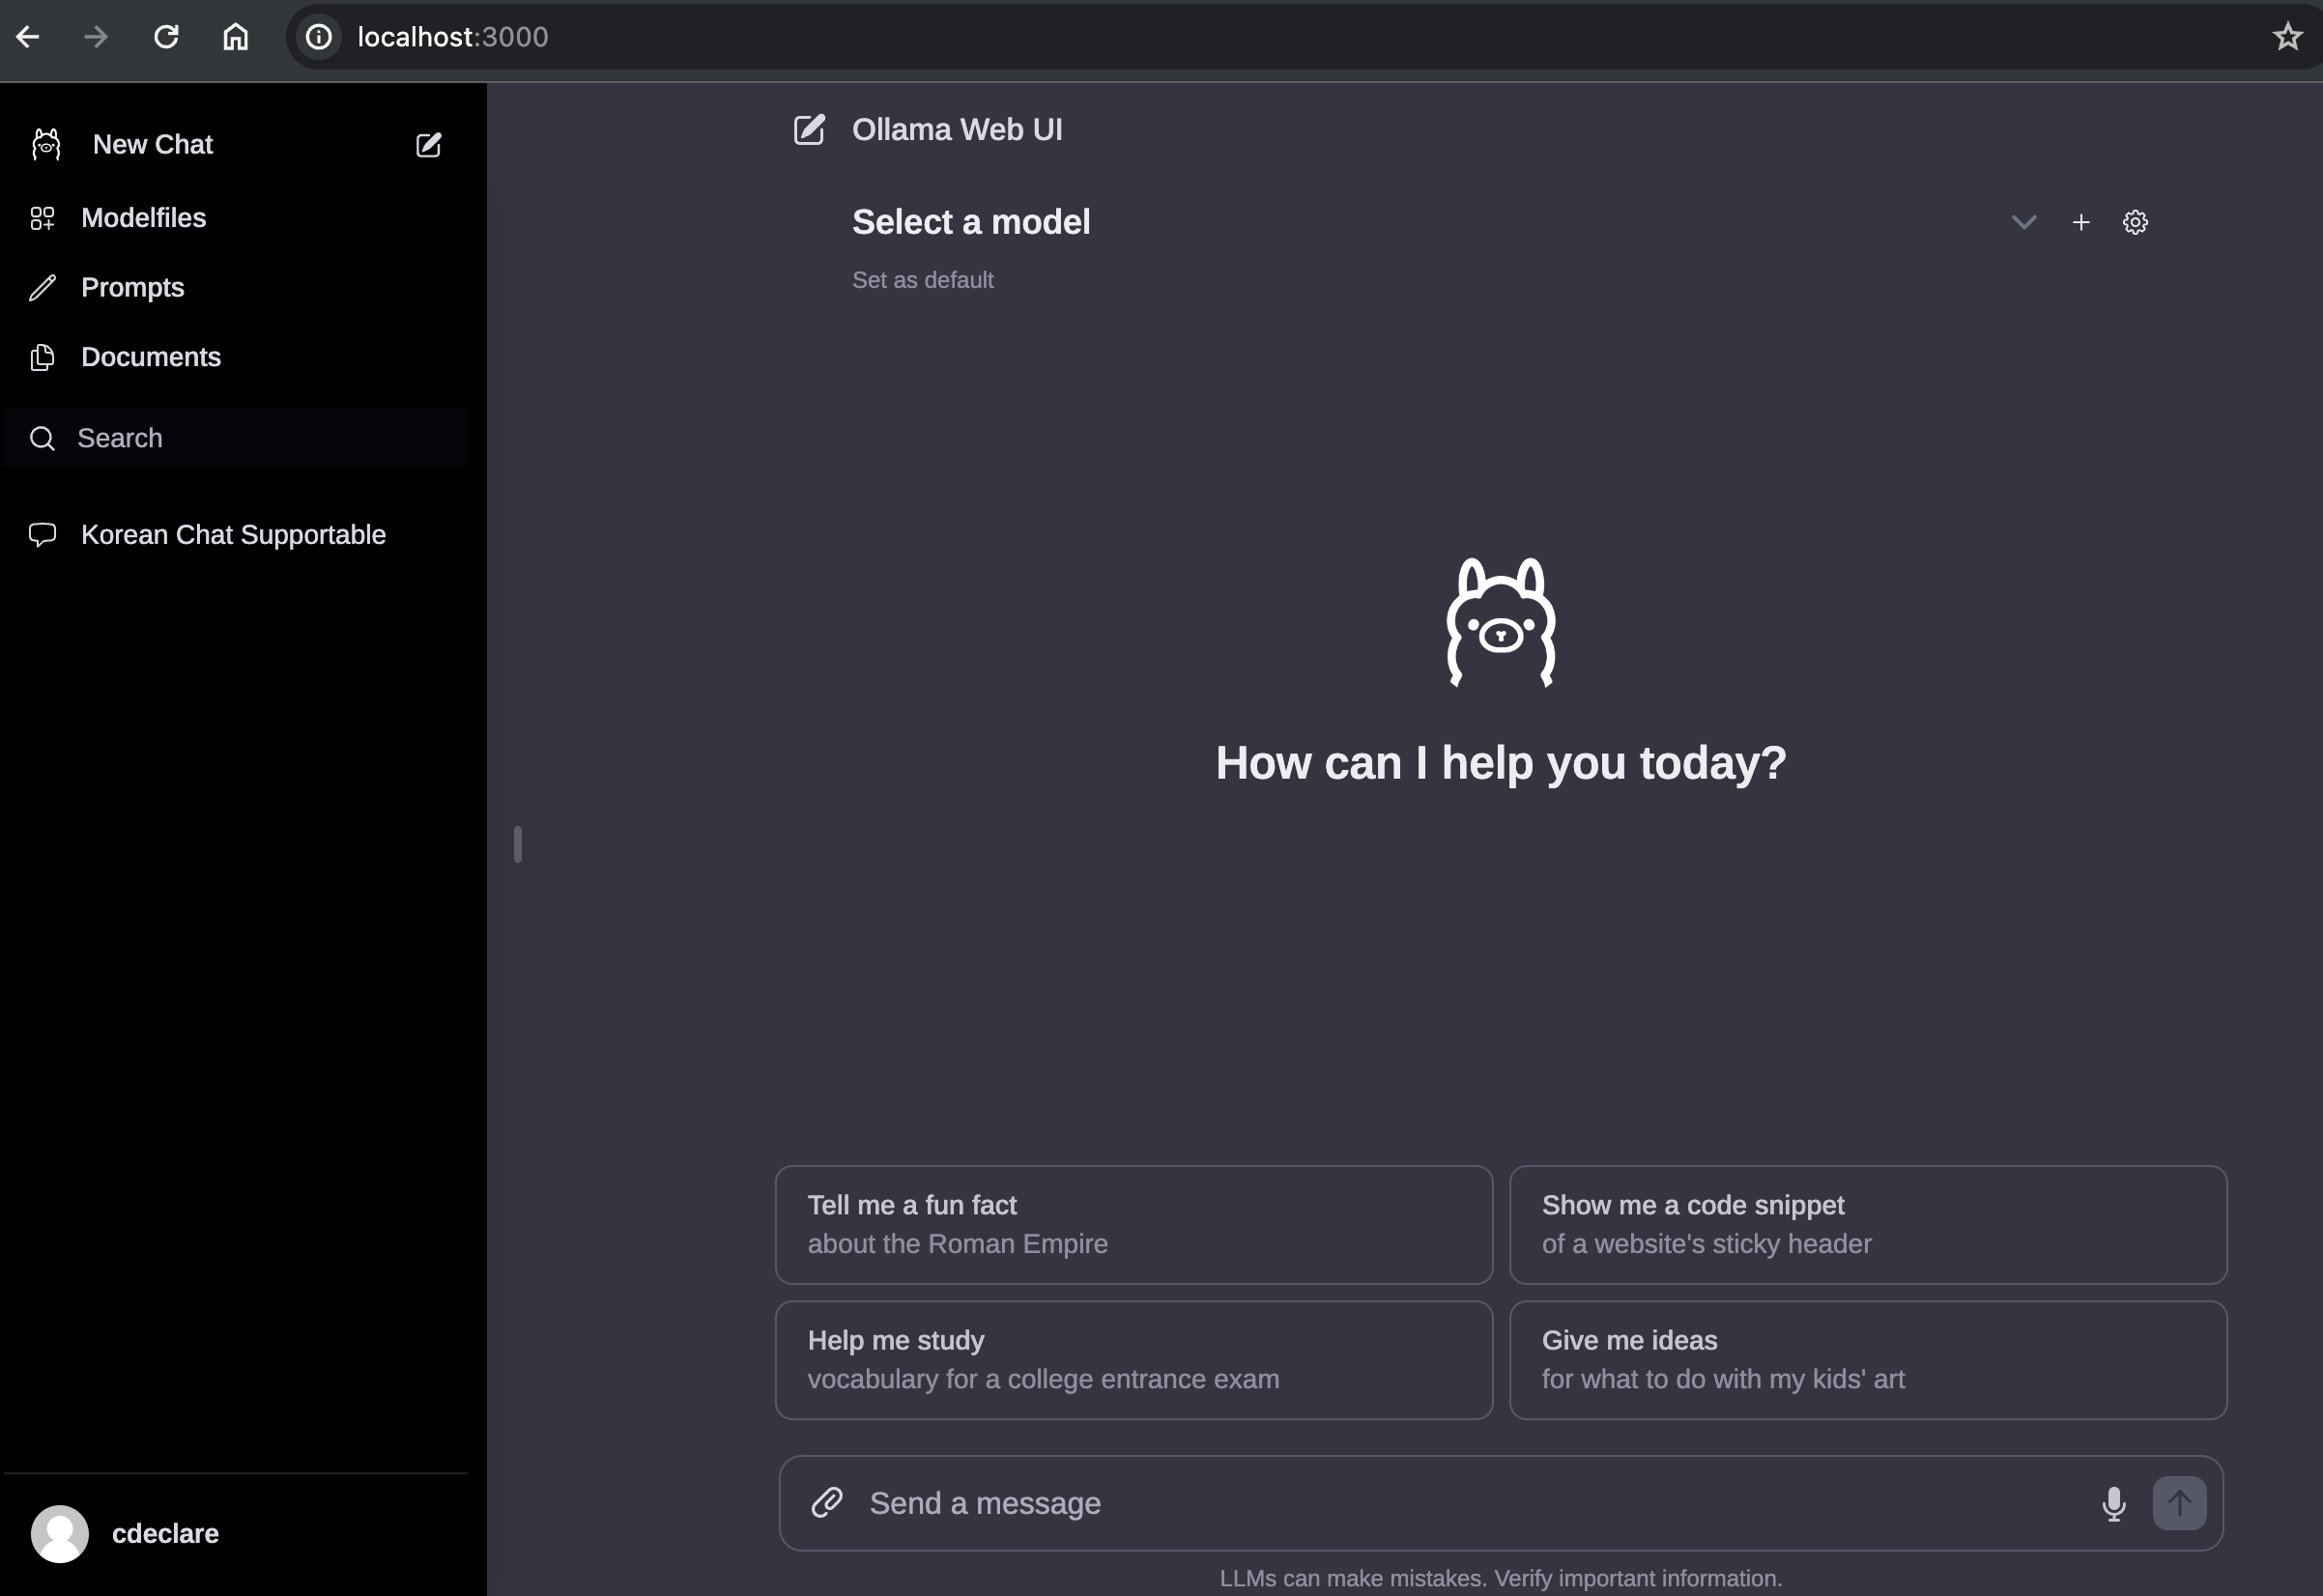 localhost:3000
New Chat
Modelfiles
Prompts
Documents
Search
Korean Chat Supportable
cdeclare
Ollama Web UI
Select a model
Set as default
How can I help you today?
Tell me a fun fact
about the Roman Empire
Show me a code snippet
of a website's sticky header
Help me study
vocabulary for a college entrance exam
Give me ideas
for what to do with my kids' art
Send a message
LLMs can make mistakes. Verify important information.